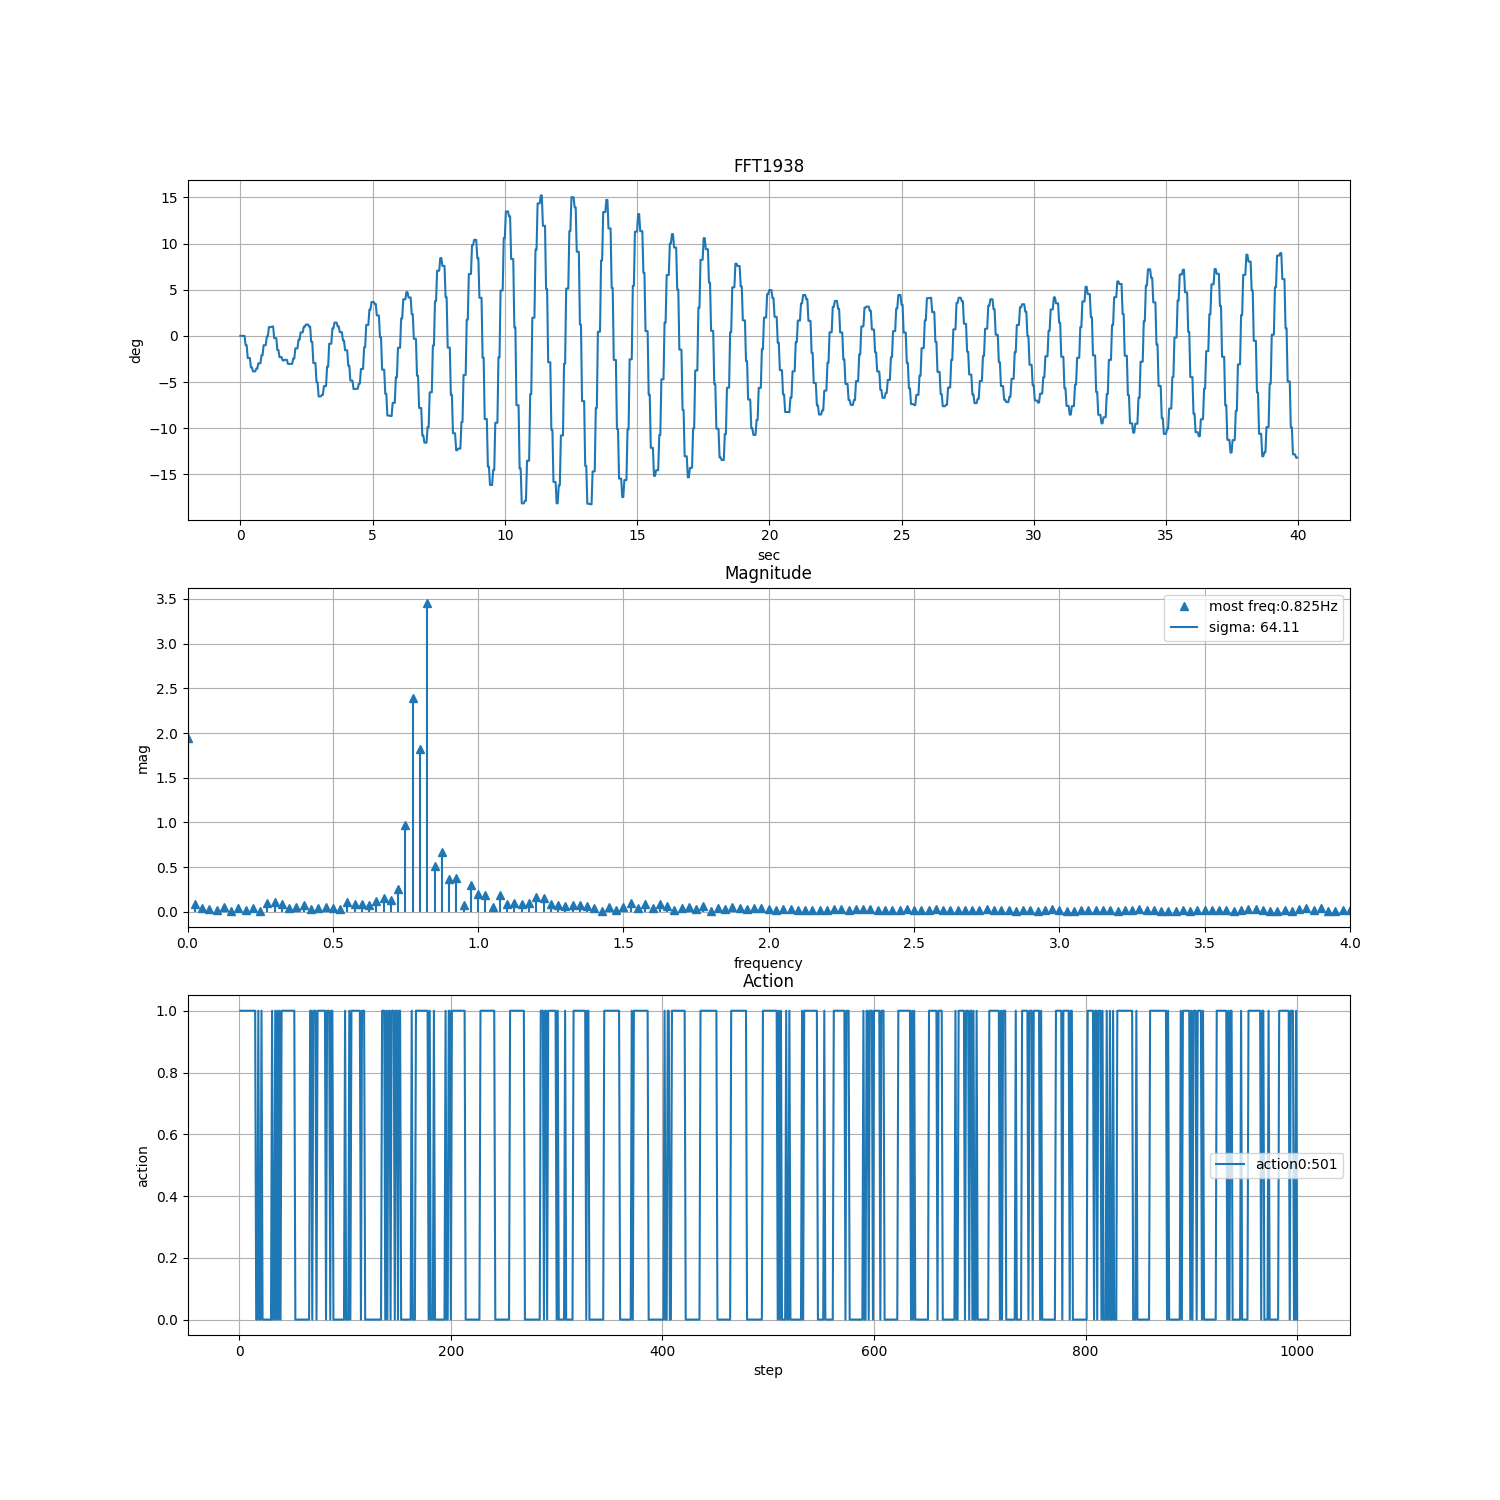 FFT1938
15
10
5
0
−5
−10
−15
deg
0 5 10 15 20 25 30 35 40
sec
Magnitude
3.5
3.0
2.5
2.0
1.5
1.0
0.5
0.0
mag
most freq:0.825Hz
sigma: 64.11
0.0 0.5 1.0 1.5 2.0 2.5 3.0 3.5 4.0
frequency
Action
1.0
0.8
0.6
0.4
0.2
0.0
action
action0:501
0 200 400 600 800 1000
step